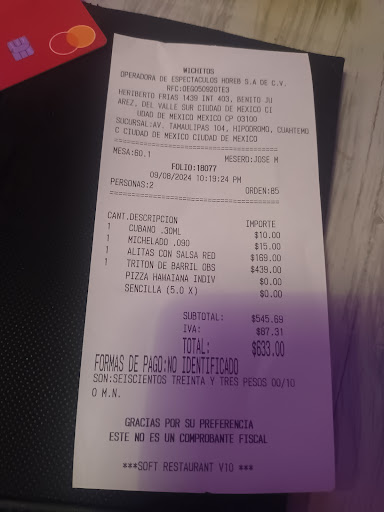 WICHITOS
OPERADORA DE ESPECTACULOS HOREB S.A DE C.V.
RFC:OEG050920TE3
HERIBERTO FRIAS 1439 INT 403, BENITO JU
AREZ, DEL VALLE SUR CIUDAD DE MEXICO CI
UDAD DE MEXICO MEXICO CP 03100
SUCURSAL:AV. TAMAULIPAS 104, HIPODROMO, CUAHTEMO
C CIUDAD DE MEXICO CIUDAD DE MEXICO
MESA:60.1 MESERO:JOSE M
FOLIO:18077
09/08/2024 10:19:24 PM
PERSONAS:2 ORDEN:85
CANT.DESCRIPCION IMPORTE
1 CUBANO .30ML $10.00
1 MICHELADO ,090 $15.00
1 ALITAS CON SALSA RED $169.00
1 TRITON DE BARRIL OBS $439.00
PIZZA HAWAIANA INDIV $0.00
SENCILLA (5.0 X) $0.00
SUBTOTAL: $545.69
IVA: $87.31
TOTAL: $633.00
FORMAS DE PAGO:NO IDENTIFICADO
SON:SEISCIENTOS TREINTA Y TRES PESOS 00/10
0 M.N.
GRACIAS POR SU PREFERENCIA
ESTE NO ES UN COMPROBANTE FISCAL
***SOFT RESTAURANT V10 ***